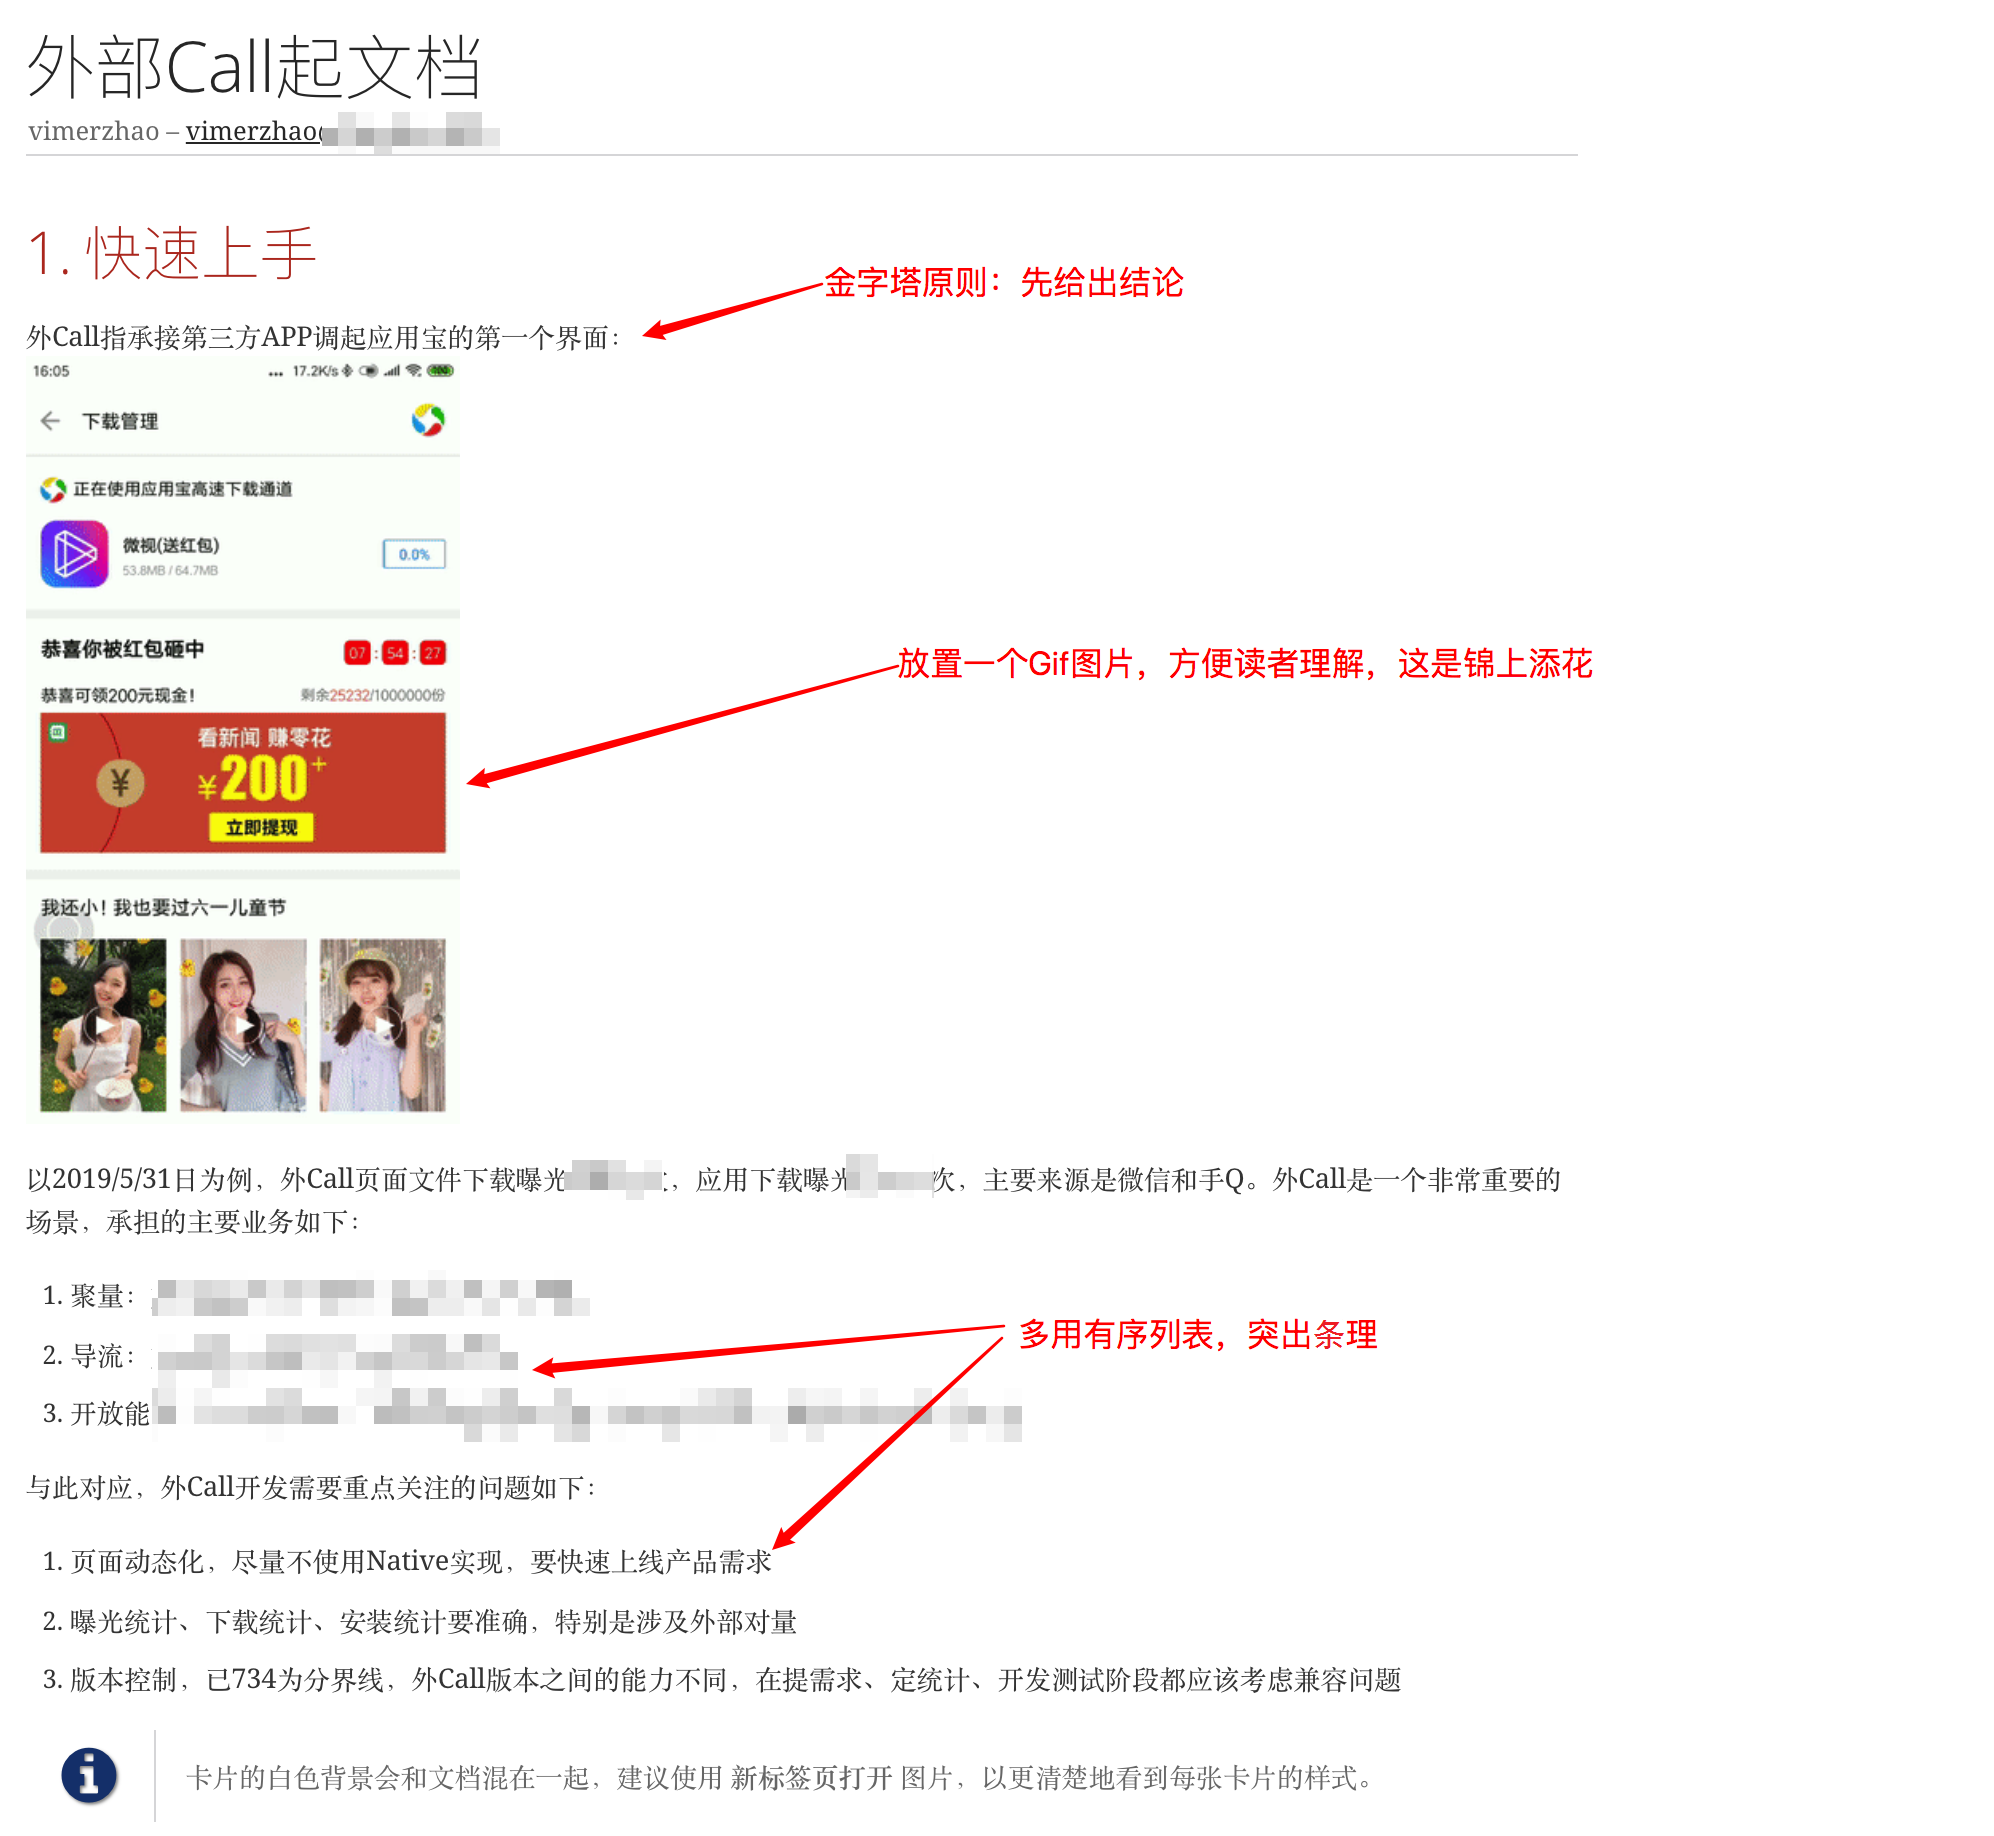 外部Call起文档
vimerzhao – vimerzhao@
1. 快速上手
金字塔原则：先给出结论
外Call指承接第三方APP调起应用宝的第一个界面：
16:05 ... 17.2K/s
下载管理
正在使用应用宝高速下载通道
微视(送红包)
53.8MB / 64.7MB
0.0%
恭喜你被红包砸中 07 : 54 : 27
恭喜可领200元现金！ 剩余25232/1000000份
看新闻 赚零花
¥200+
¥
立即提现
放置一个Gif图片，方便读者理解，这是锦上添花
我还小！我也要过六一儿童节
以2019/5/31日为例，外Call页面文件下载曝光，应用下载曝光次，主要来源是微信和手Q。外Call是一个非常重要的
场景，承担的主要业务如下：
1. 聚量：
2. 导流：
3. 开放能
多用有序列表，突出条理
与此对应，外Call开发需要重点关注的问题如下：
1. 页面动态化，尽量不使用Native实现，要快速上线产品需求
2. 曝光统计、下载统计、安装统计要准确，特别是涉及外部对量
3. 版本控制，已734为分界线，外Call版本之间的能力不同，在提需求、定统计、开发测试阶段都应该考虑兼容问题
卡片的白色背景会和文档混在一起，建议使用 新标签页打开 图片，以更清楚地看到每张卡片的样式。